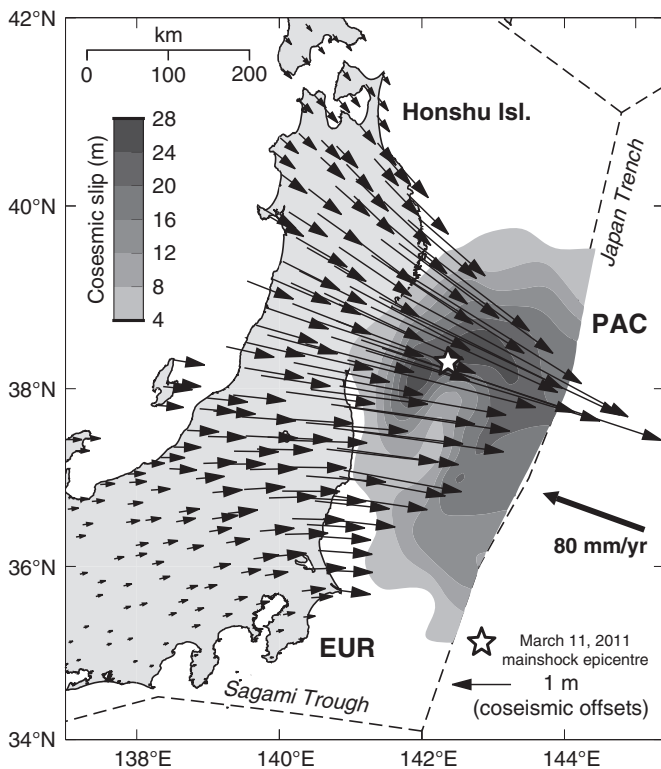 42°N
km
0 100 200
Honshu Isl.
Cosesmic slip (m)
28
24
20
16
12
8
4
40°N
Japan Trench
PAC
38°N
80 mm/yr
36°N
EUR
March 11, 2011
mainshock epicentre
1 m
(coseismic offsets)
Sagami Trough
34°N
138°E 140°E 142°E 144°E